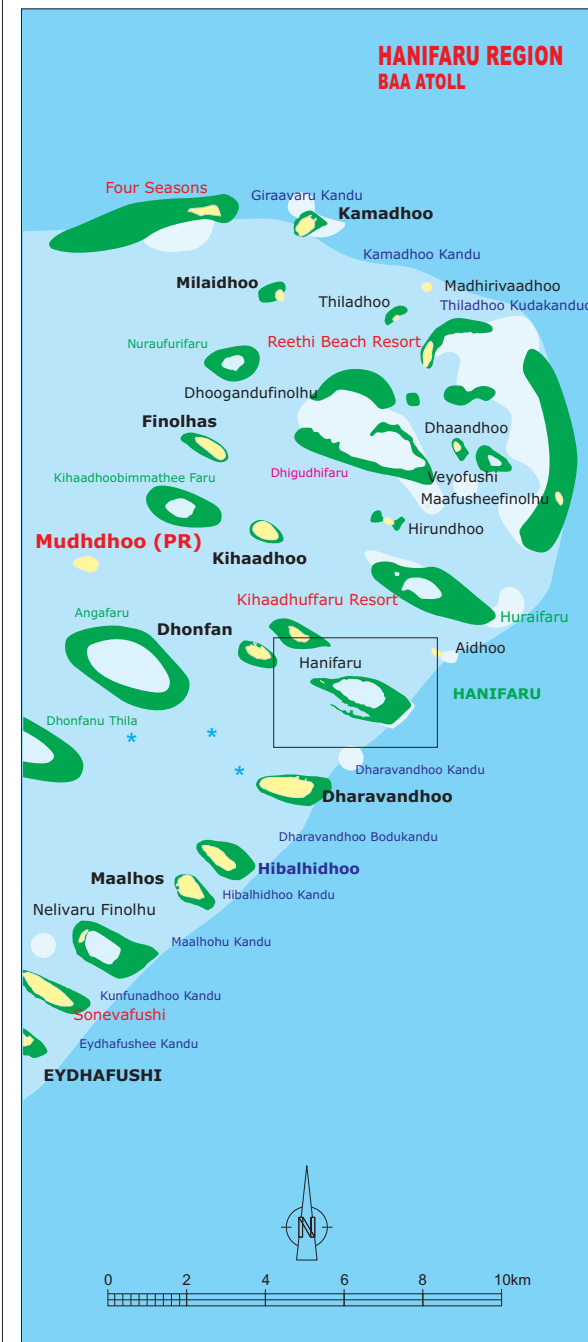 HANIFARU REGION
BAA ATOLL
Four Seasons
Giraavaru Kandu
Kamadhoo
Kamadhoo Kandu
Milaidhoo
Madhirivaadhoo
Thiladhoo
Thiladhoo Kudakanduo
Nuraufurifaru
Reethi Beach Resort
Dhoogandufinolhu
Finolhas
Dhaandhoo
Kihaadhoobimmathee Faru
Dhigudhifaru
Veyofushi
Maafusheefinolhu
Hirundhoo
Mudhdhoo (PR)
Kihaadhoo
Kihaadhuffaru Resort
Angafaru
Dhonfan
Huraifaru
Hanifaru
Aidhoo
HANIFARU
Dhonfanu Thila
* * *
Dharavandhoo Kandu
Dharavandhoo
Dharavandhoo Bodukandu
Hibalhidhoo
Maalhos
Hibalhidhoo Kandu
Nelivaru Finolhu
Maalhohu Kandu
Kunfunadhoo Kandu
Sonevafushi
Eydhafushee Kandu
EYDHAFUSHI
N
0 2 4 6 8 10km